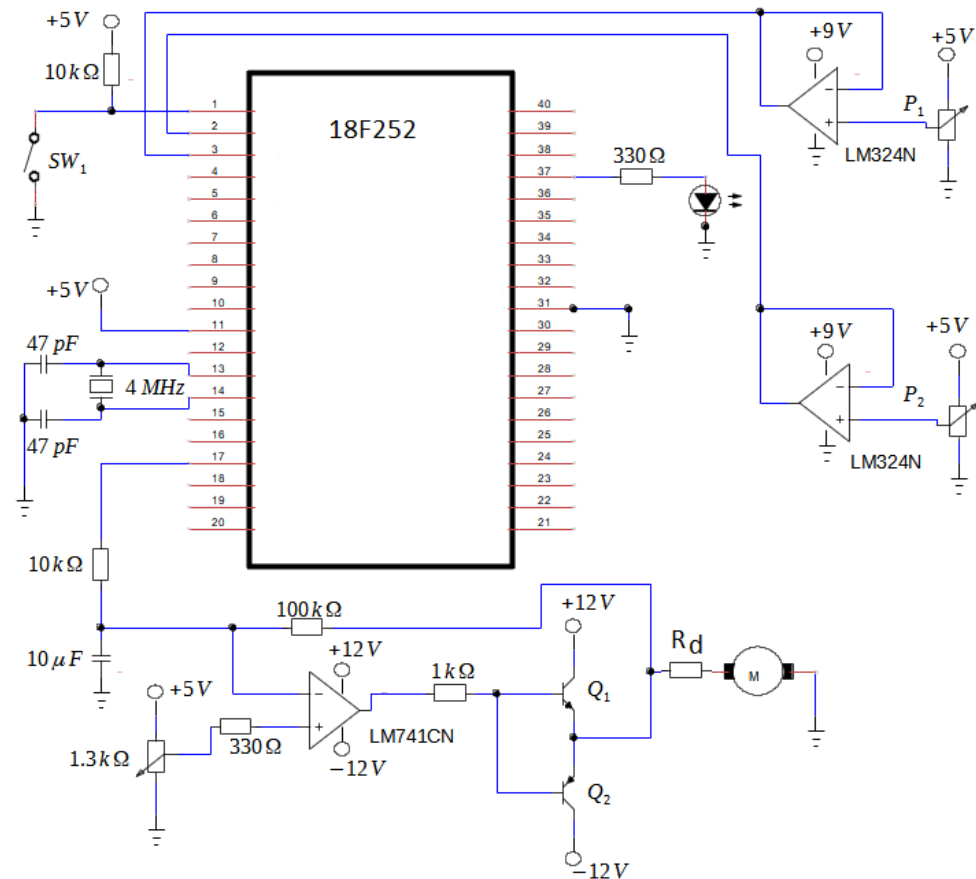 +5V
10kΩ
SW₁
18F252
1
2
3
4
5
6
7
8
9
10
11
12
13
14
15
16
17
18
19
20
40
39
38
37
36
35
34
33
32
31
30
29
28
27
26
25
24
23
22
21
330Ω
+9V
+5V
P₁
LM324N
+9V
+5V
P₂
LM324N
+5V
47 pF
4 MHz
47 pF
10kΩ
10 μF
+5V
1.3kΩ
330Ω
100kΩ
+12V
LM741CN
−12V
1kΩ
+12V
Q₁
Q₂
−12V
Rd
M